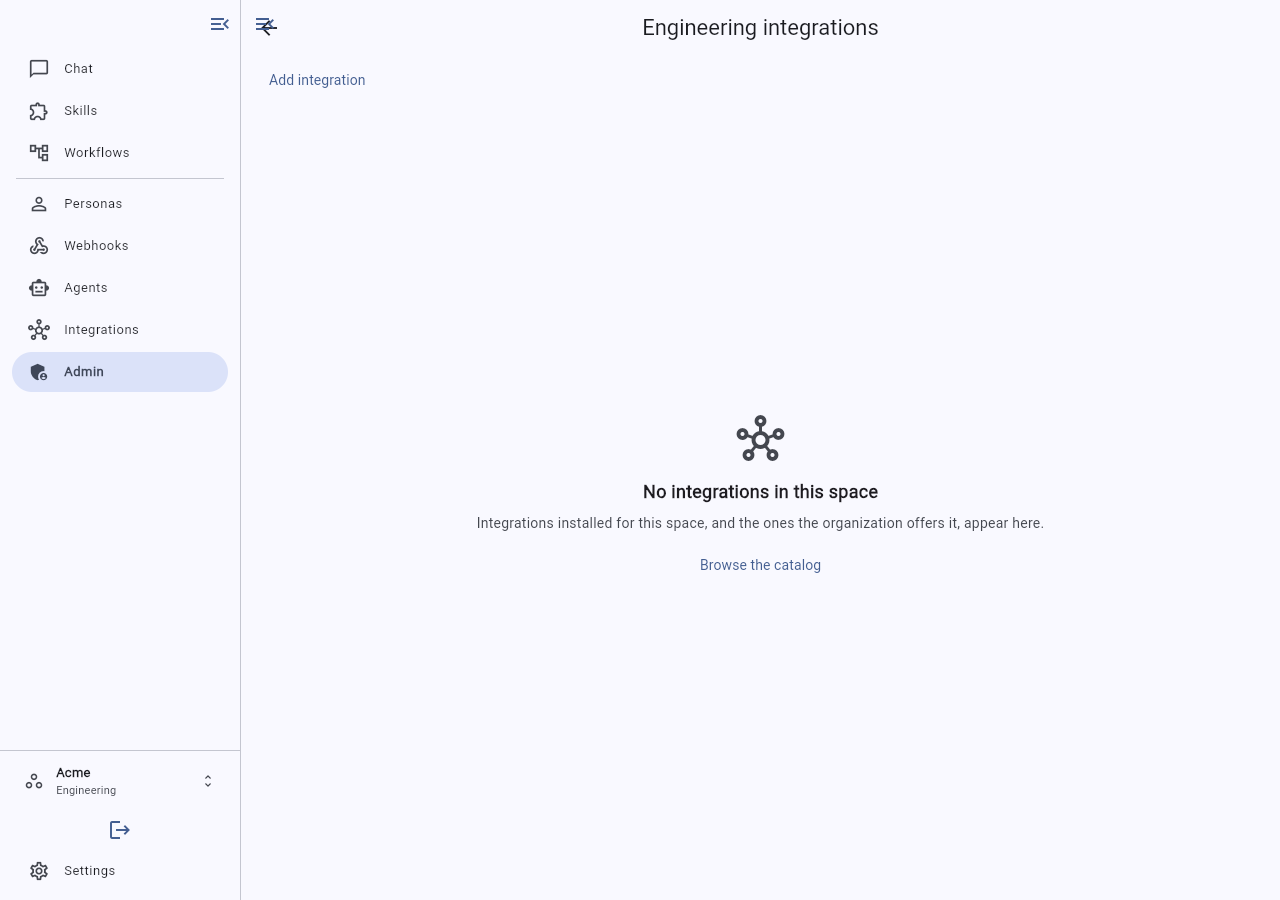 Engineering integrations
Chat
Skills
Workflows
Personas
Webhooks
Agents
Integrations
Admin
Add integration
No integrations in this space
Integrations installed for this space, and the ones the organization offers it, appear here.
Browse the catalog
Acme
Engineering
Settings